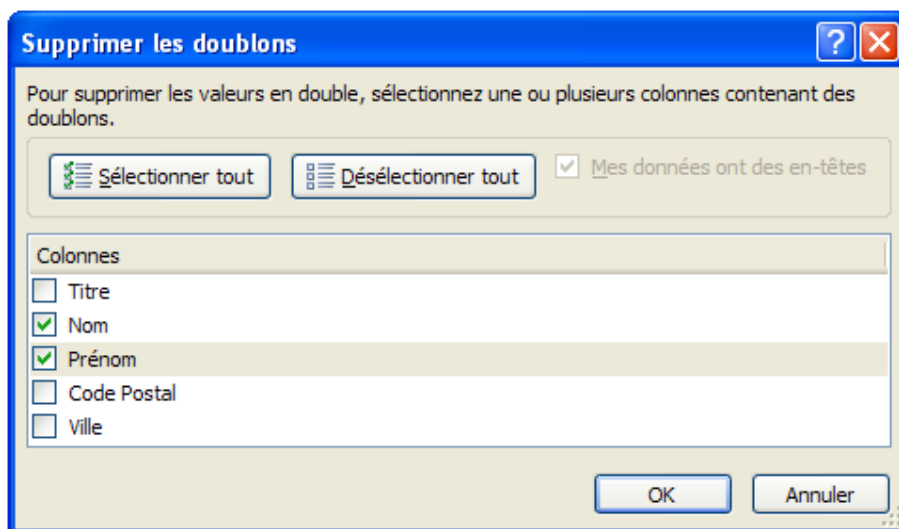 Supprimer les doublons
Pour supprimer les valeurs en double, sélectionnez une ou plusieurs colonnes contenant des
doublons.
Sélectionner tout
Désélectionner tout
Mes données ont des en-têtes
Colonnes
Titre
Nom
Prénom
Code Postal
Ville
OK
Annuler